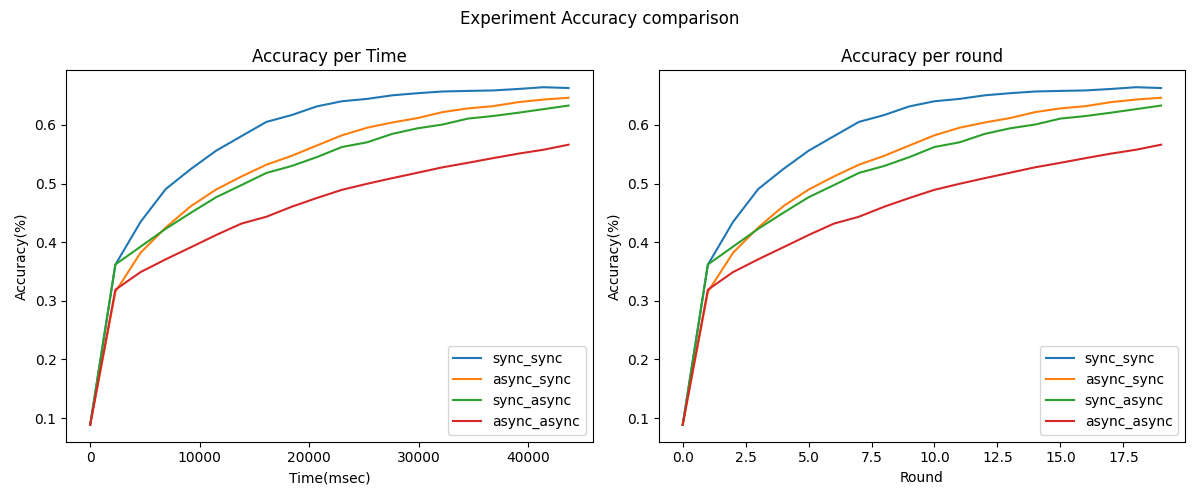 Experiment Accuracy comparison
Accuracy per Time
Accuracy(%)
0.6
0.5
0.4
0.3
0.2
0.1
0 10000 20000 30000 40000
Time(msec)
sync_sync
async_sync
sync_async
async_async
Accuracy per round
Accuracy(%)
0.6
0.5
0.4
0.3
0.2
0.1
0.0 2.5 5.0 7.5 10.0 12.5 15.0 17.5
Round
sync_sync
async_sync
sync_async
async_async